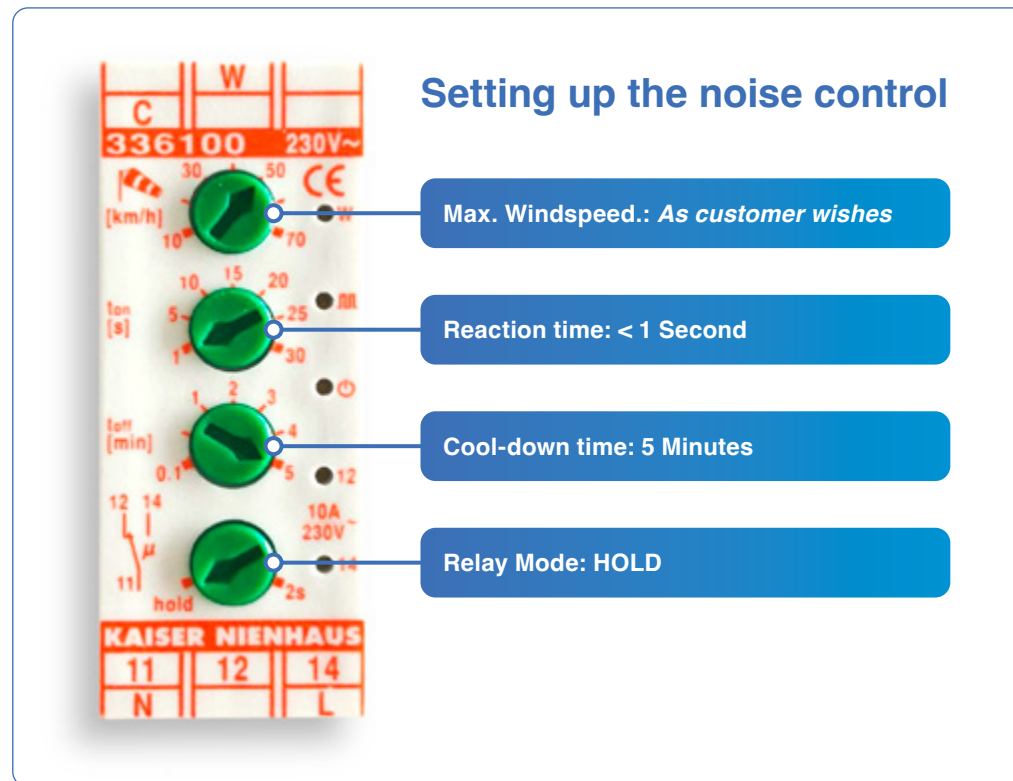 W
C
Setting up the noise control
336100 230V~
30 50 CE
[km/h] W
10 70
Max. Windspeed.: As customer wishes
10 15 20
ton 5 25
[s]
1 30
Reaction time: < 1 Second
1 2 3
toff 4
[min]
0.1 5 12
Cool-down time: 5 Minutes
12 14 10A
230V~
µ
11 14
hold 2s
Relay Mode: HOLD
KAISER NIENHAUS
11 12 14
N L